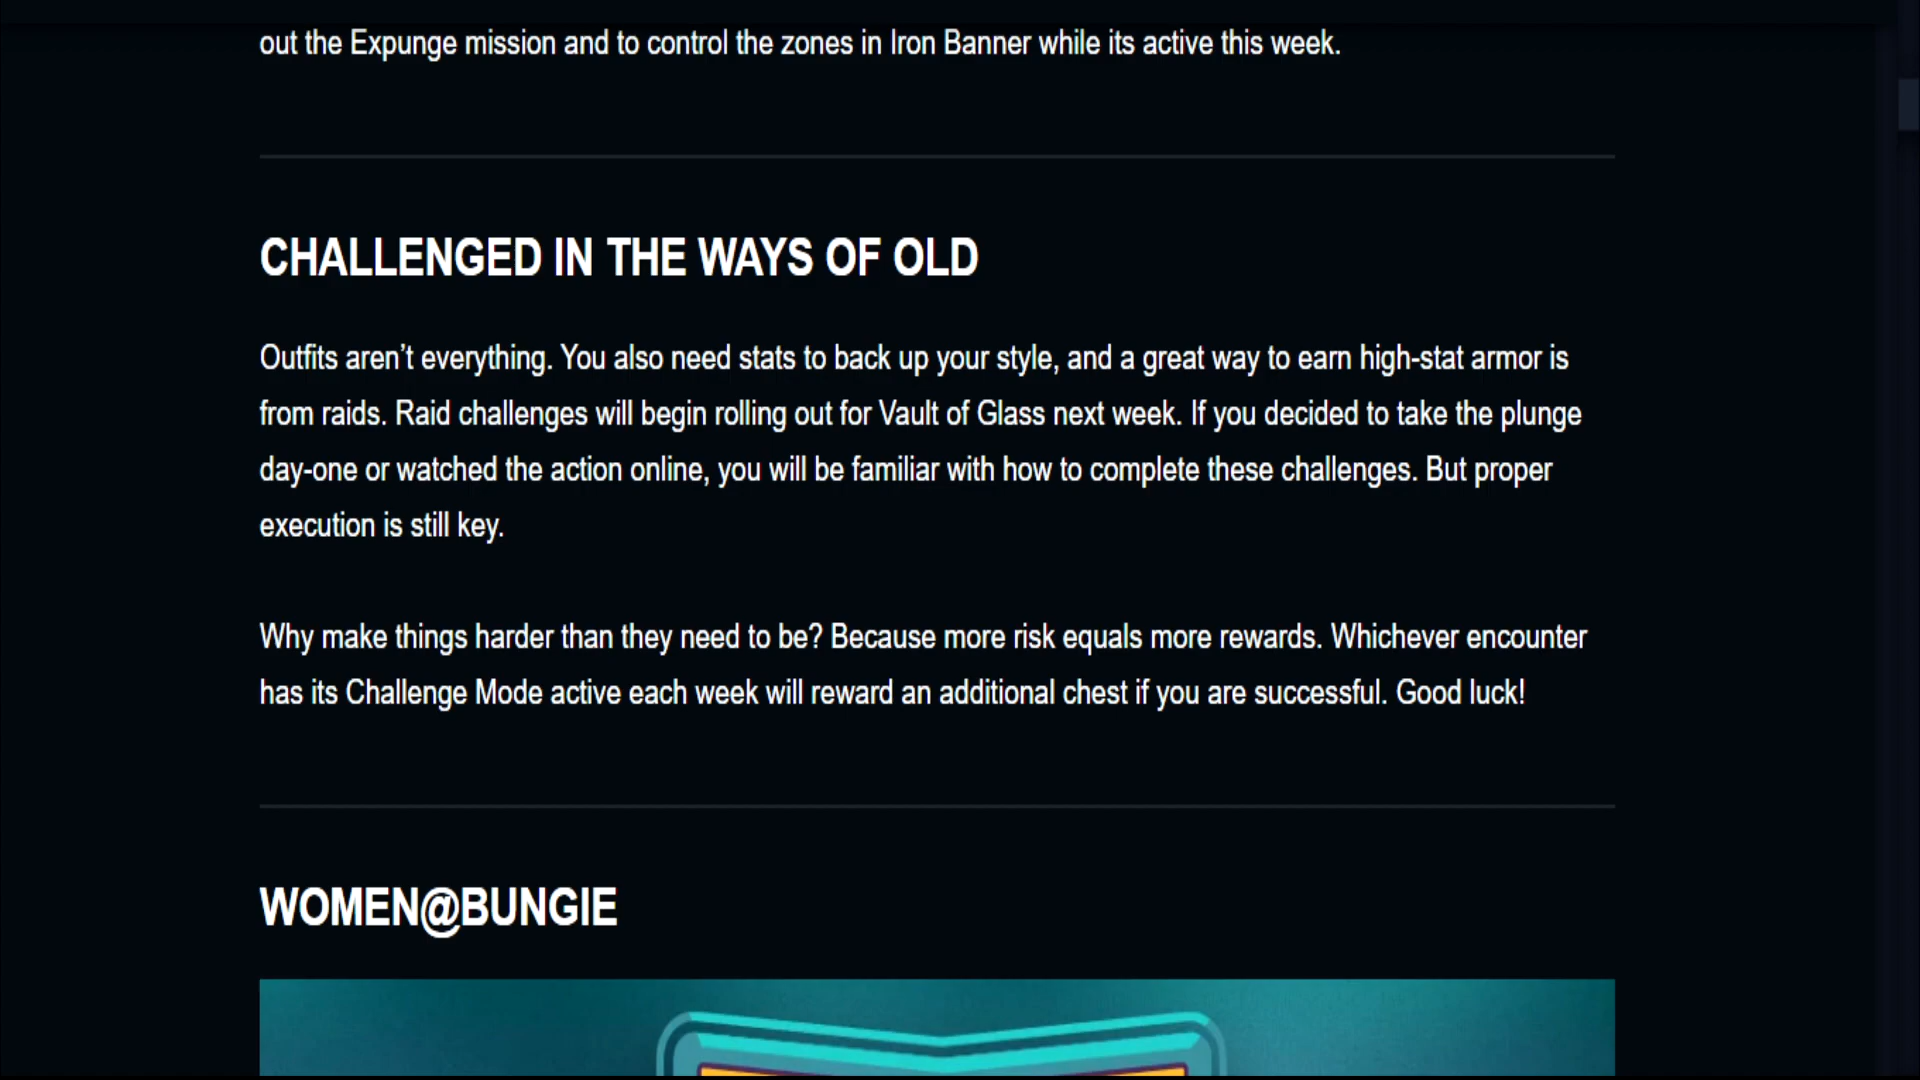 out the Expunge mission and to control the zones in Iron Banner while its active this week.
CHALLENGED IN THE WAYS OF OLD
Outfits aren’t everything. You also need stats to back up your style, and a great way to earn high-stat armor is
from raids. Raid challenges will begin rolling out for Vault of Glass next week. If you decided to take the plunge
day-one or watched the action online, you will be familiar with how to complete these challenges. But proper
execution is still key.
Why make things harder than they need to be? Because more risk equals more rewards. Whichever encounter
has its Challenge Mode active each week will reward an additional chest if you are successful. Good luck!
WOMEN@BUNGIE